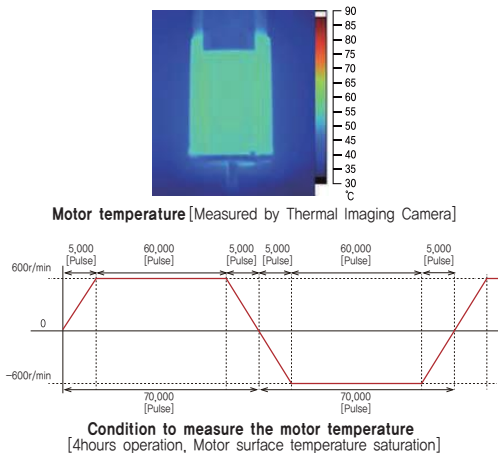 90
85
80
75
70
65
60
55
50
45
40
35
30
℃
Motor temperature [Measured by Thermal Imaging Camera]
5,000 60,000 5,000 5,000 60,000 5,000
[Pulse] [Pulse] [Pulse] [Pulse] [Pulse] [Pulse]
600r/min
0
-600r/min
70,000 70,000
[Pulse] [Pulse]
Condition to measure the motor temperature
[4hours operation, Motor surface temperature saturation]